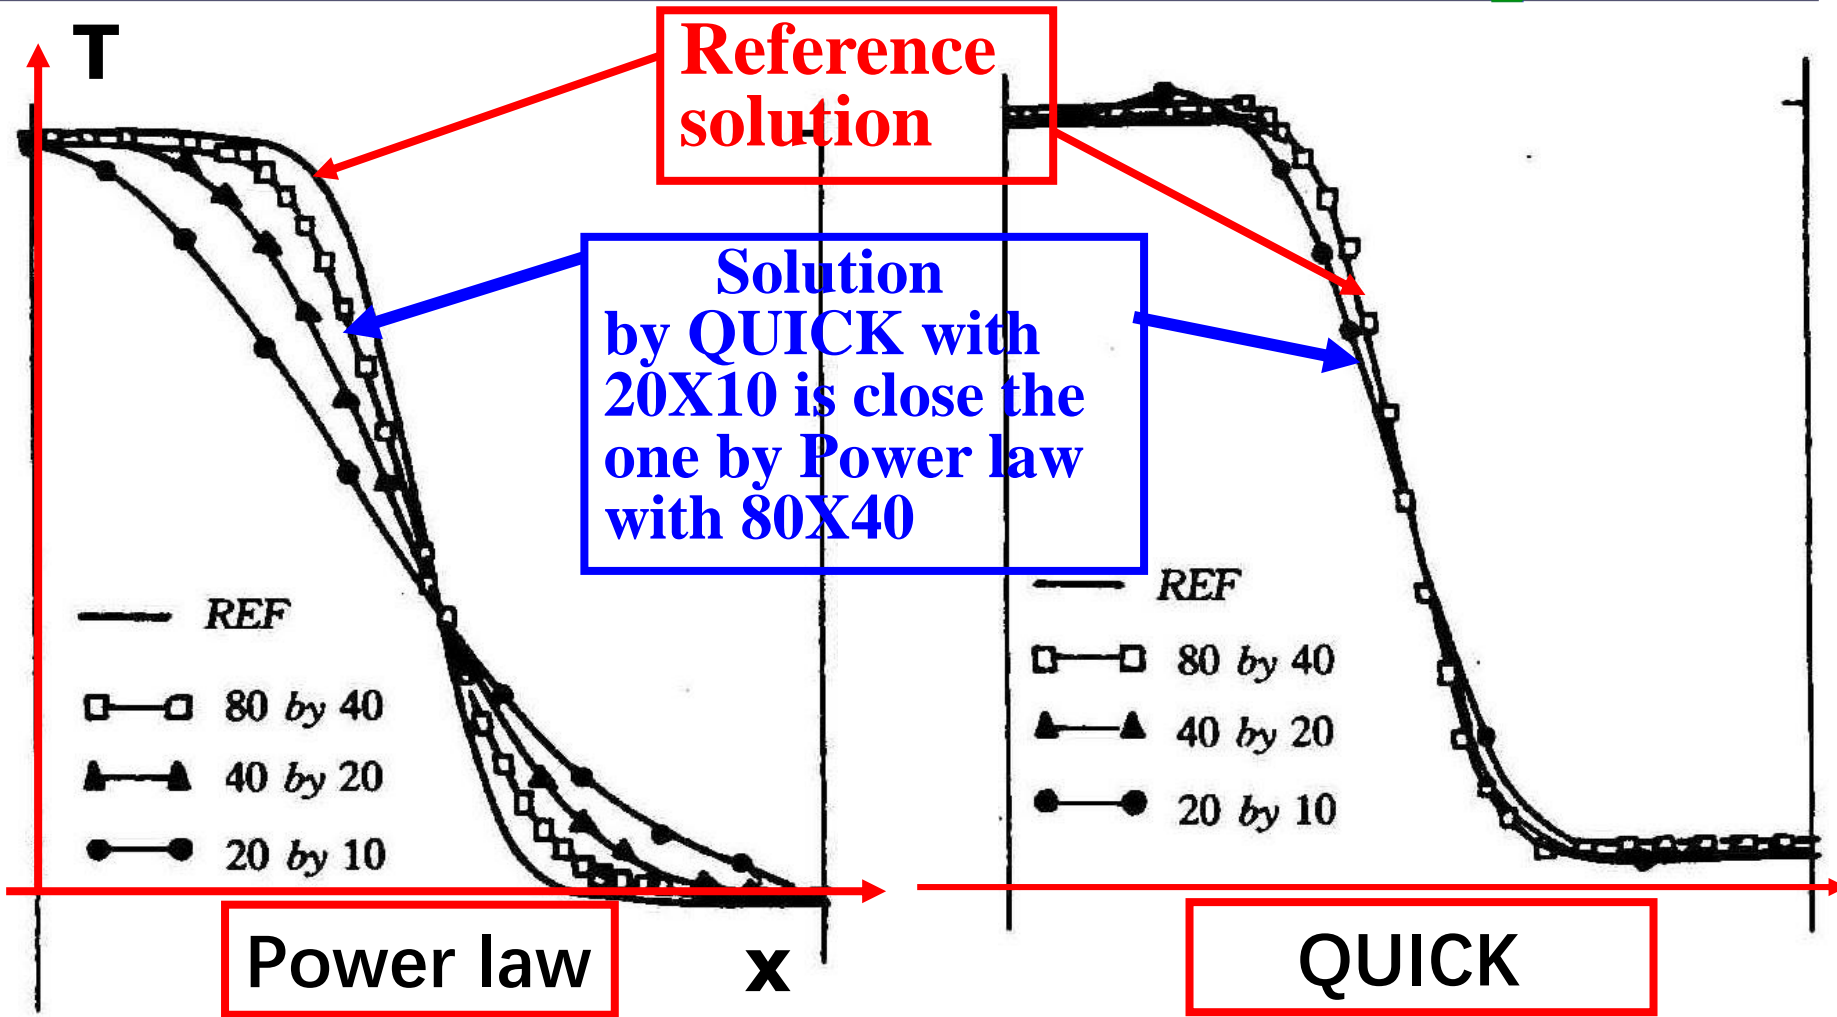 T
Reference
solution
Solution
by QUICK with
20X10 is close the
one by Power law
with 80X40
REF
80 by 40
40 by 20
20 by 10
REF
80 by 40
40 by 20
20 by 10
Power law
x
QUICK